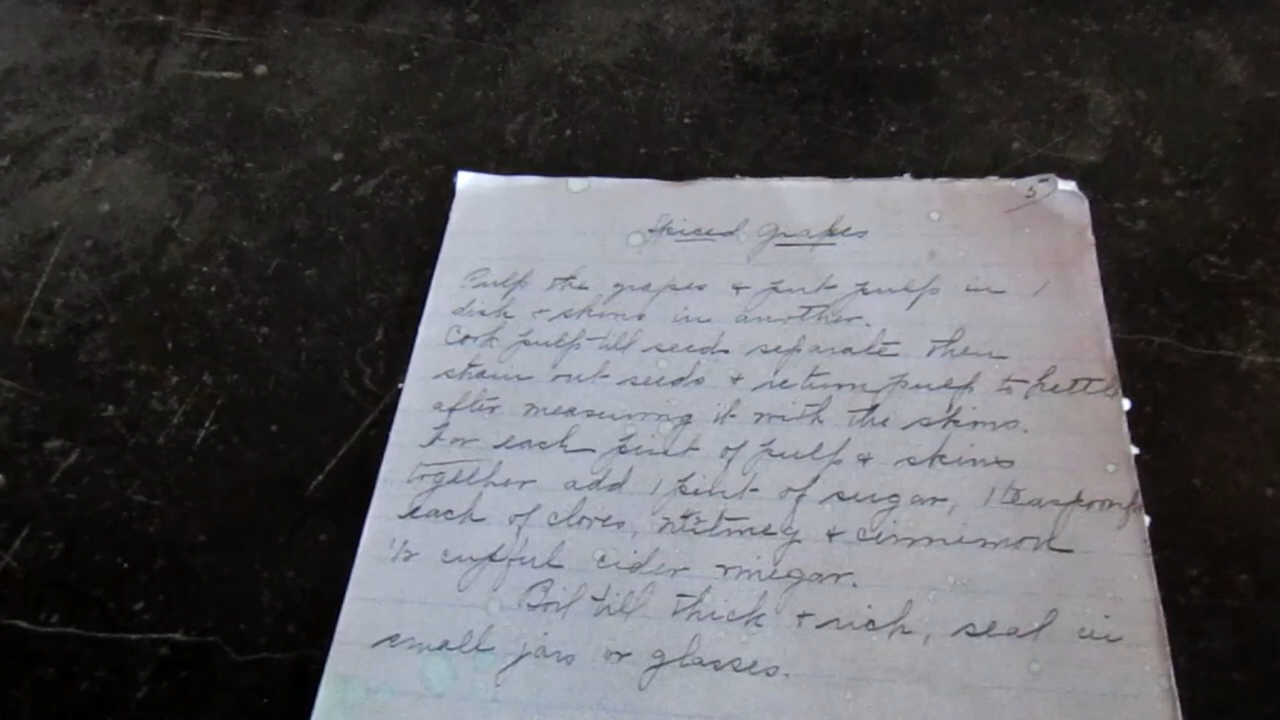 5
Spiced Grapes
Pulp the grapes & put pulp in 1
dish & skins in another.
Cook pulp till seeds separate then
strain out seeds & return pulp to kettle
after measuring it with the skins.
For each pint of pulp & skins
together add 1 pint of sugar, 1 teaspoonful
each of cloves, nutmeg & cinnemon
1/2 cupful cider vinegar.
Boil till thick & rich, seal in
small jars or glasses.